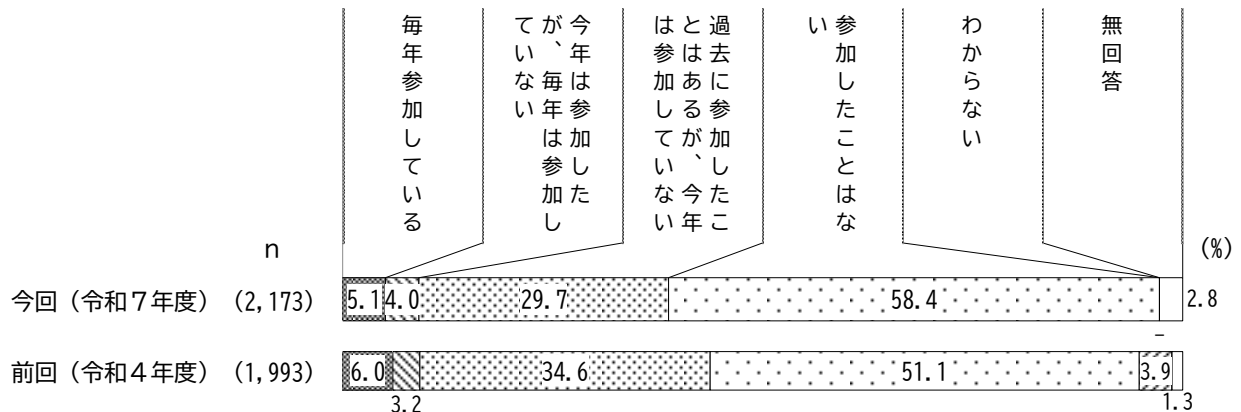 毎年参加している
今年は参加した
が、毎年は参加し
ていない
過去に参加したこ
とはあるが、今年
は参加していない
参加したことはな
い
わからない
無回答
n
(%)
今回（令和７年度） (2,173)
5.1 4.0 29.7 58.4 2.8
－
前回（令和４年度） (1,993)
6.0 34.6 51.1 3.9
3.2 1.3